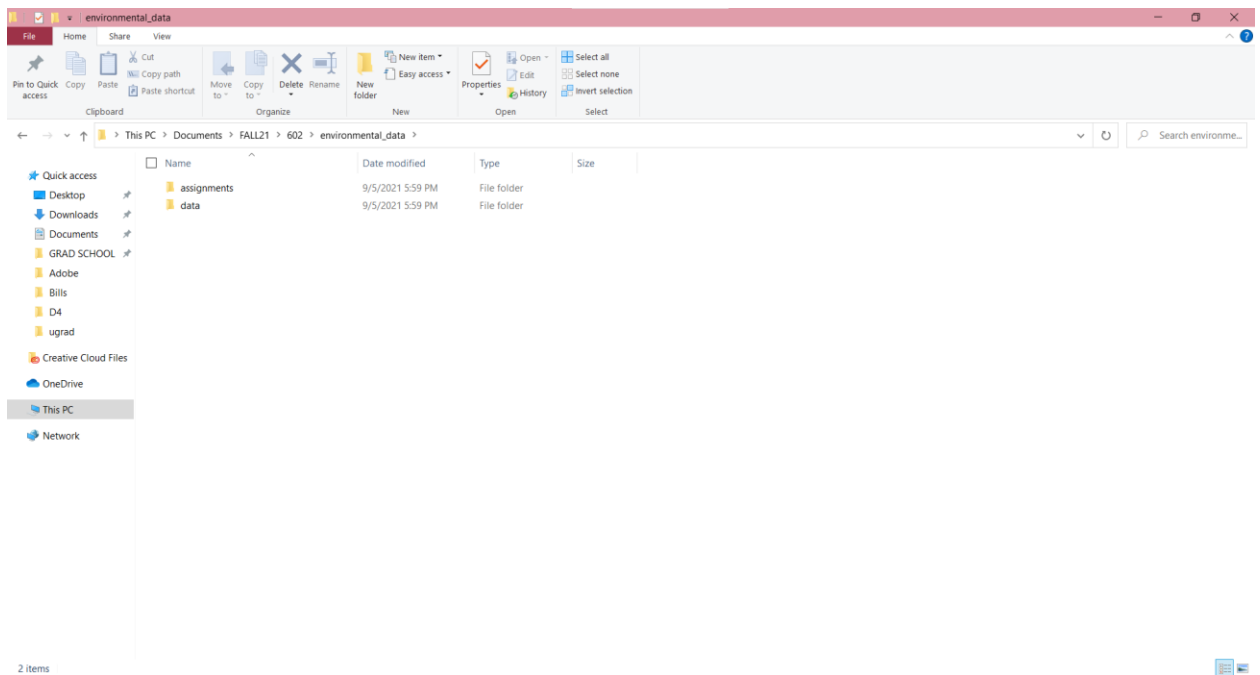 environmental_data
File Home Share View
Pin to Quick access
Copy
Paste
Cut
Copy path
Paste shortcut
Clipboard
Move to
Copy to
Delete
Rename
Organize
New folder
New item
Easy access
New
Properties
Open
Edit
History
Open
Select all
Select none
Invert selection
Select
This PC > Documents > FALL21 > 602 > environmental_data >
Search environme...
Name Date modified Type Size
assignments 9/5/2021 5:59 PM File folder
data 9/5/2021 5:59 PM File folder
Quick access
Desktop
Downloads
Documents
GRAD SCHOOL
Adobe
Bills
D4
ugrad
Creative Cloud Files
OneDrive
This PC
Network
2 items